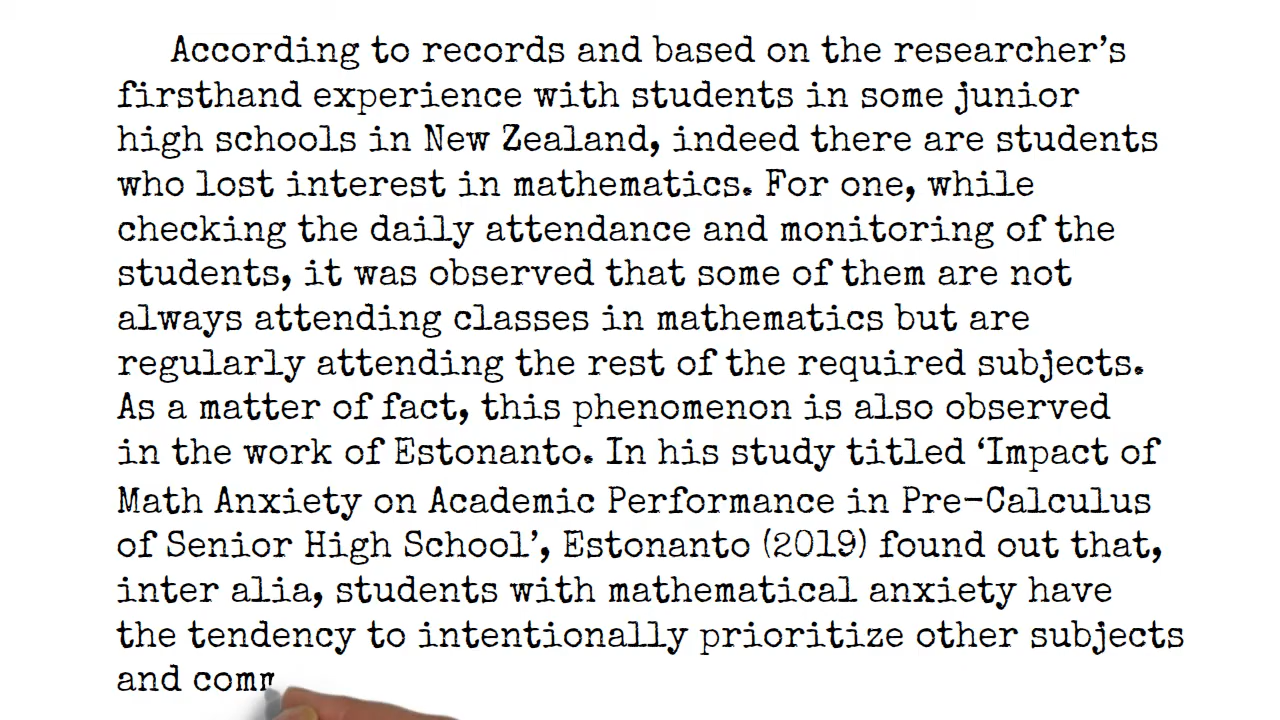 According to records and based on the researcher’s
firsthand experience with students in some junior
high schools in New Zealand, indeed there are students
who lost interest in mathematics. For one, while
checking the daily attendance and monitoring of the
students, it was observed that some of them are not
always attending classes in mathematics but are
regularly attending the rest of the required subjects.
As a matter of fact, this phenomenon is also observed
in the work of Estonanto. In his study titled ‘Impact of
Math Anxiety on Academic Performance in Pre-Calculus
of Senior High School’, Estonanto (2019) found out that,
inter alia, students with mathematical anxiety have
the tendency to intentionally prioritize other subjects
and